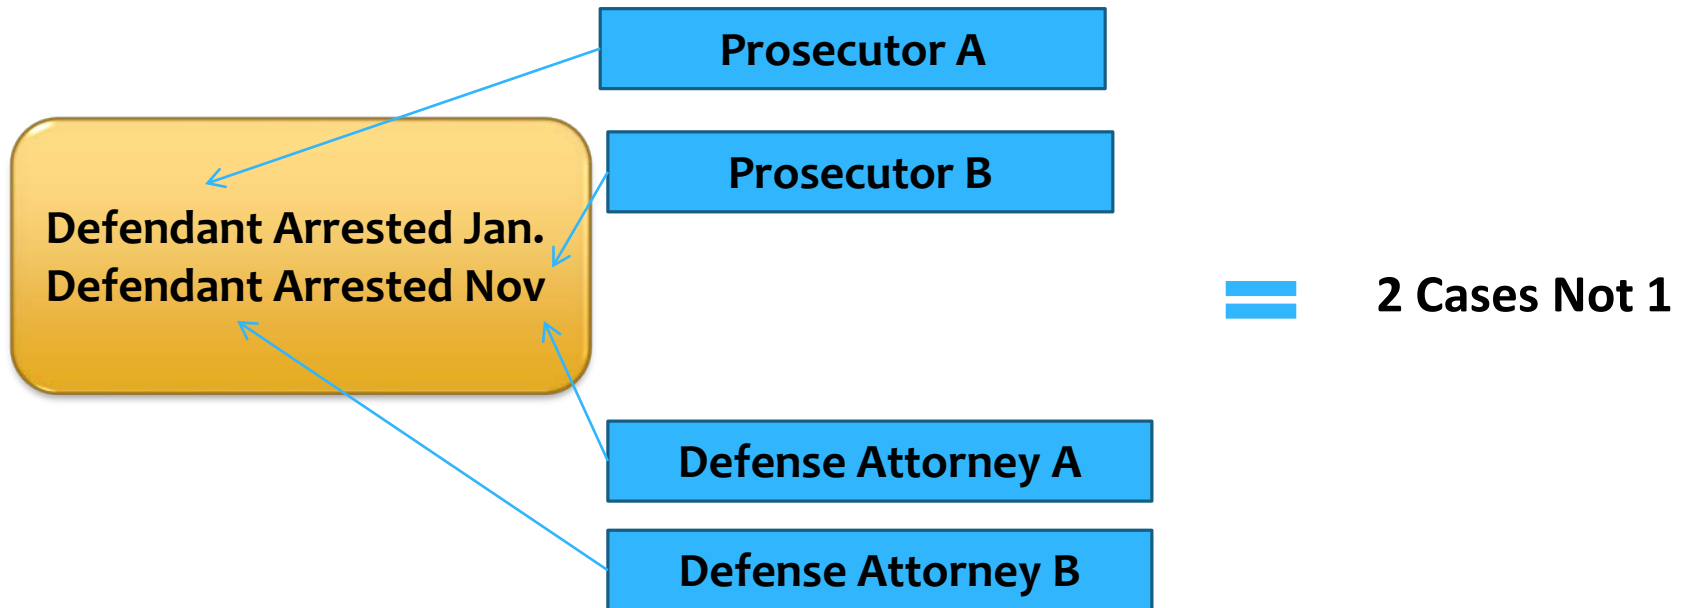 Prosecutor A
Prosecutor B
Defendant Arrested Jan.
Defendant Arrested Nov
2 Cases Not 1
Defense Attorney A
Defense Attorney B